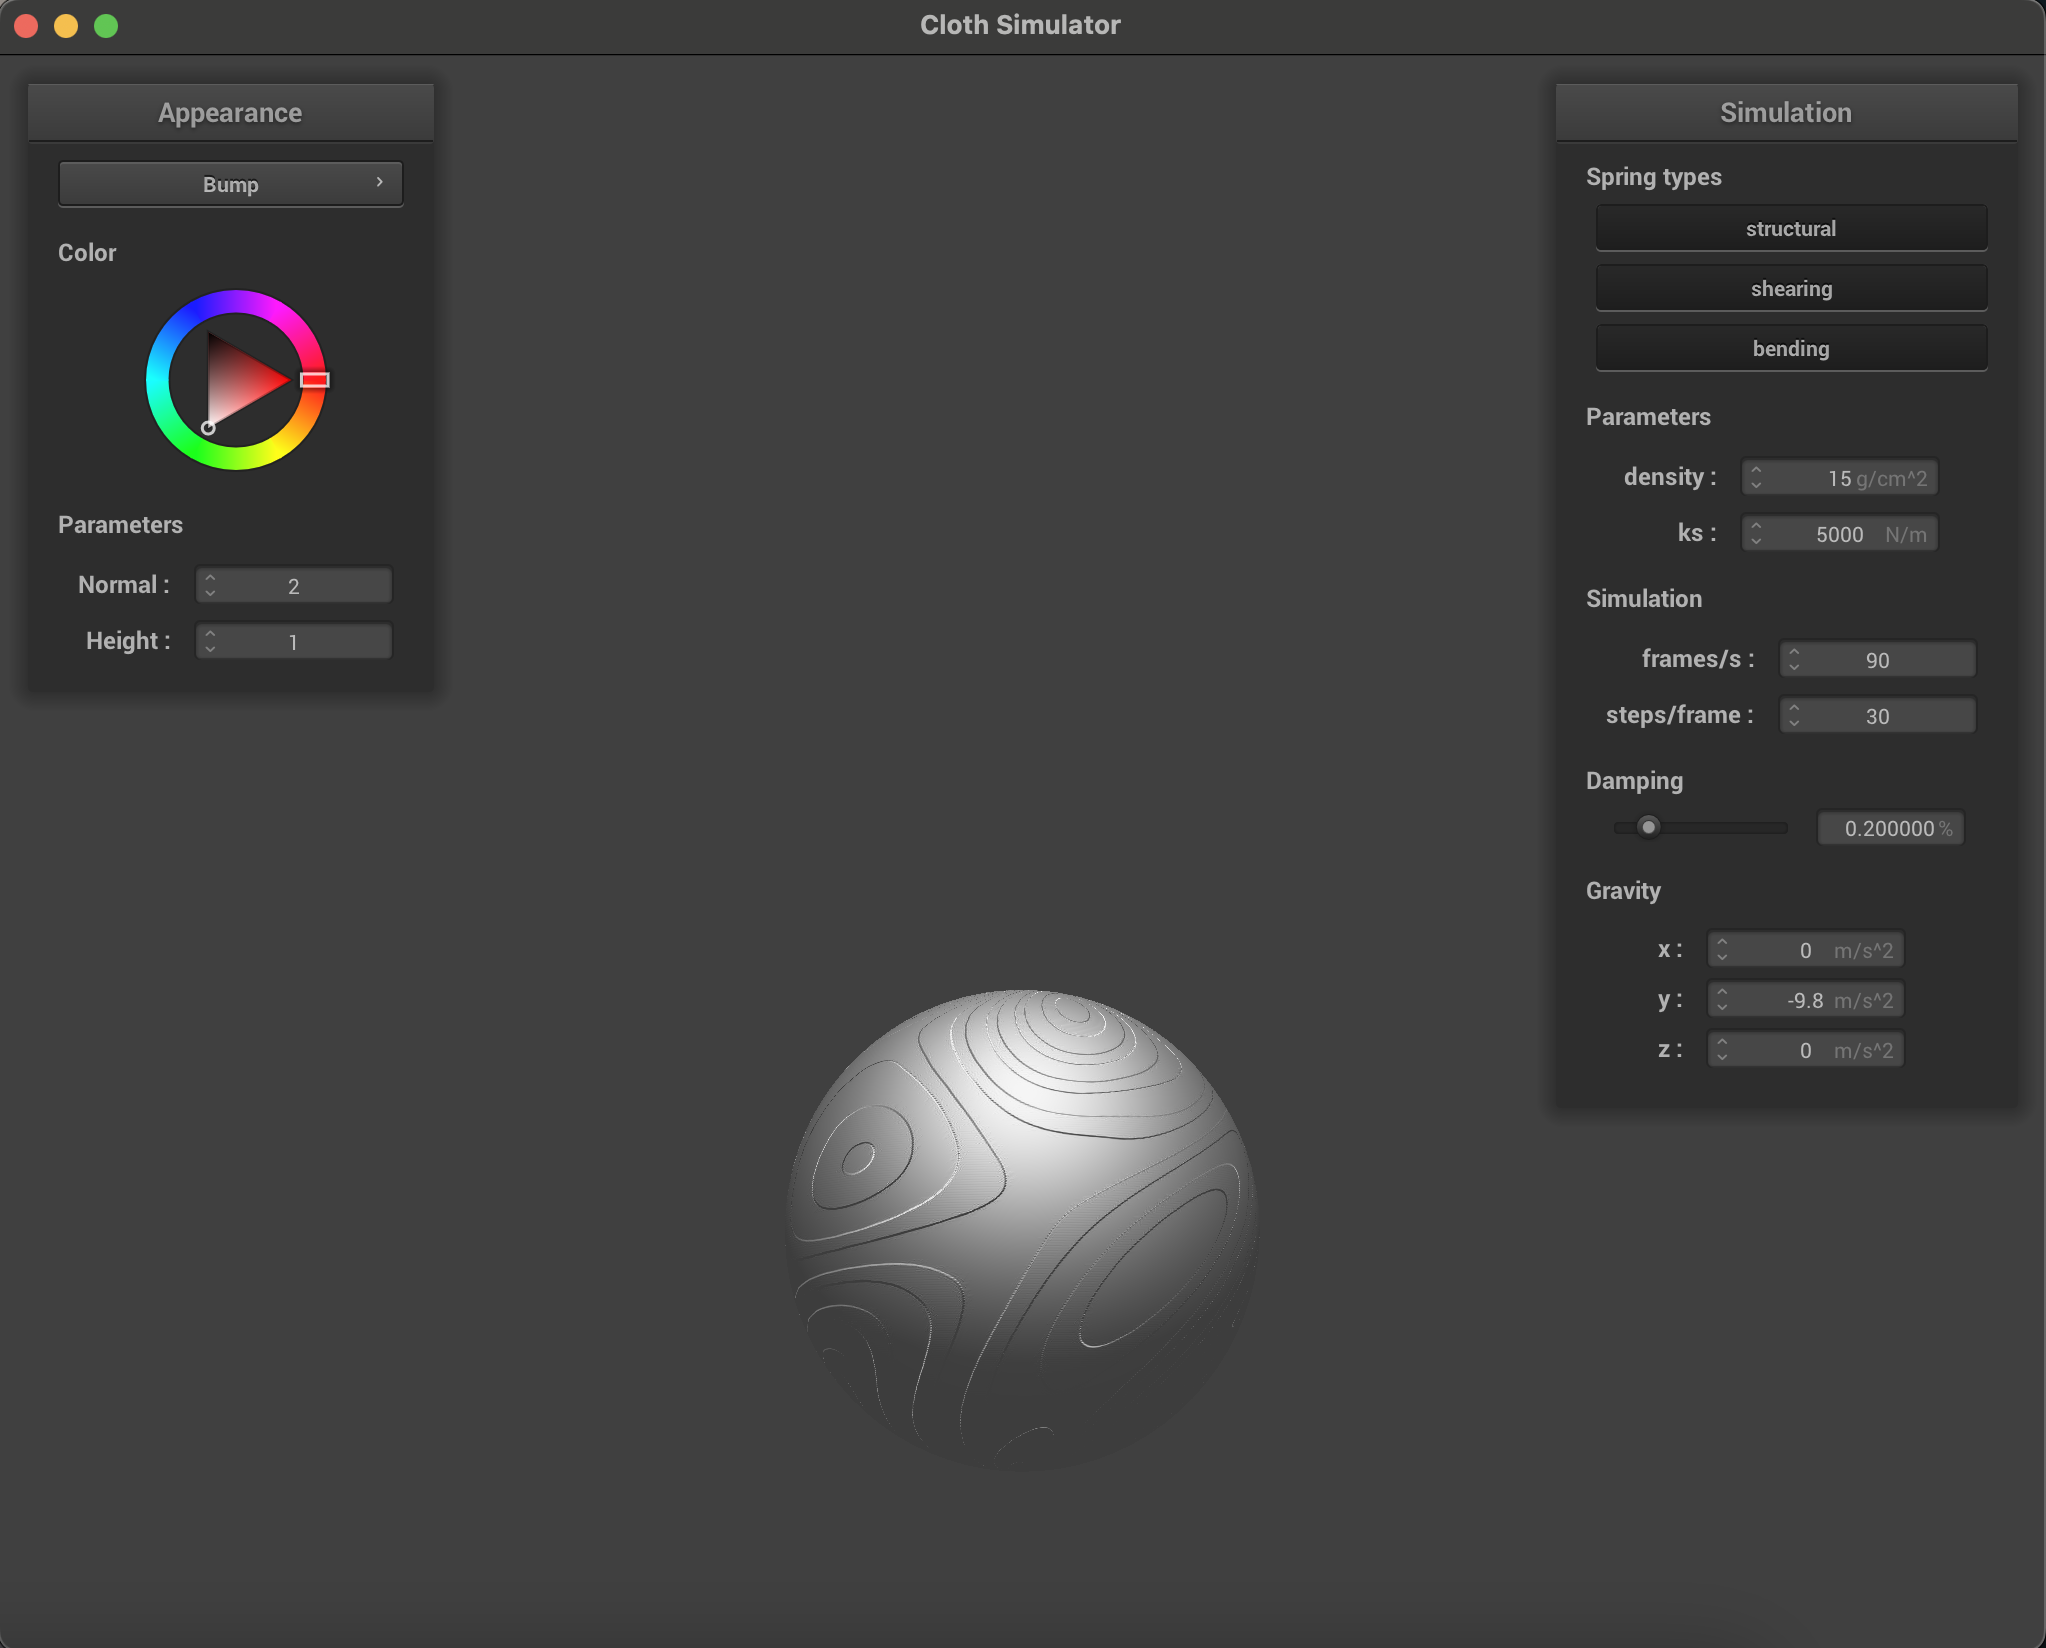 Cloth Simulator
Appearance
Bump
Color
Parameters
Normal : 2
Height : 1
Simulation
Spring types
structural
shearing
bending
Parameters
density : 15 g/cm^2
ks : 5000 N/m
Simulation
frames/s : 90
steps/frame : 30
Damping
0.200000 %
Gravity
x : 0 m/s^2
y : -9.8 m/s^2
z : 0 m/s^2